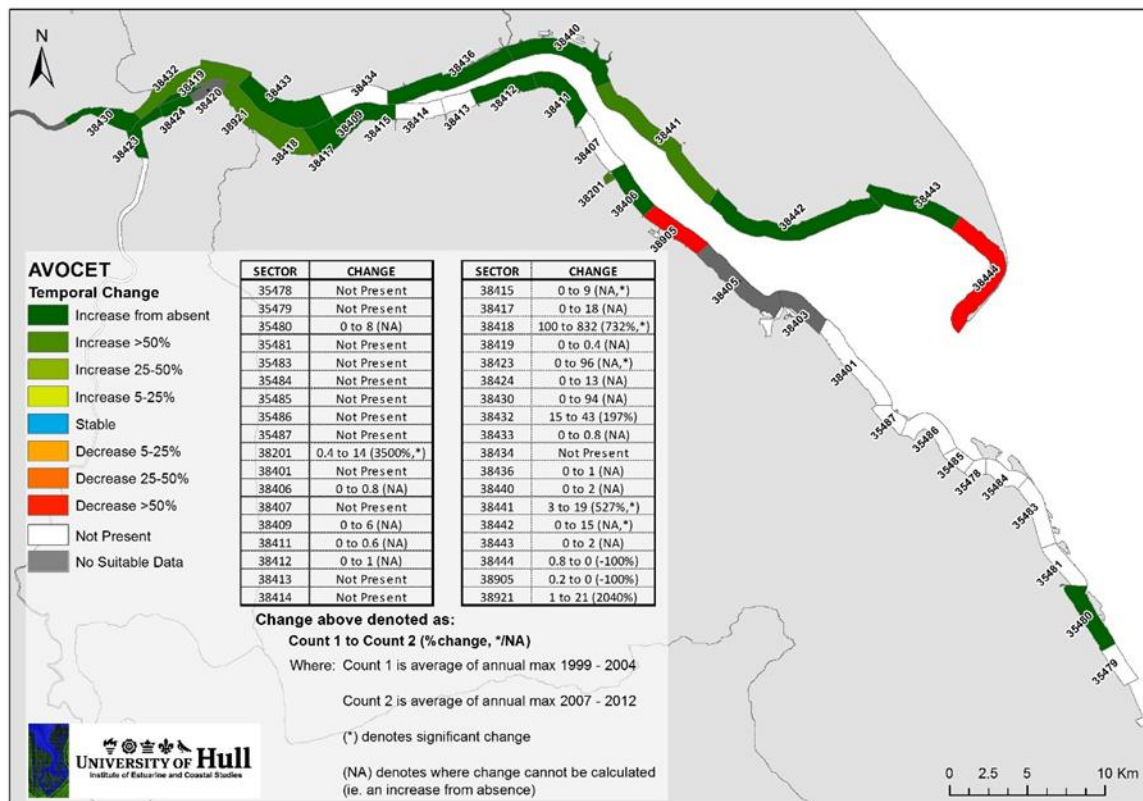 N
38430
38423
38432
38419
38424
38420
38921
38433
38418
38417
38434
38409
38415
38436
38414
38413
38412
38440
38411
38407
38201
38406
38905
38441
38405
38403
38442
38443
38444
38401
35487
35486
35485
35478
35484
35483
35481
35480
35479
AVOCET
Temporal Change
Increase from absent
Increase >50%
Increase 25-50%
Increase 5-25%
Stable
Decrease 5-25%
Decrease 25-50%
Decrease >50%
Not Present
No Suitable Data
SECTOR CHANGE
35478 Not Present
35479 Not Present
35480 0 to 8 (NA)
35481 Not Present
35483 Not Present
35484 Not Present
35485 Not Present
35486 Not Present
35487 Not Present
38201 0.4 to 14 (3500%,*)
38401 Not Present
38406 0 to 0.8 (NA)
38407 Not Present
38409 0 to 6 (NA)
38411 0 to 0.6 (NA)
38412 0 to 1 (NA)
38413 Not Present
38414 Not Present
SECTOR CHANGE
38415 0 to 9 (NA,*)
38417 0 to 18 (NA)
38418 100 to 832 (732%,*)
38419 0 to 0.4 (NA)
38423 0 to 96 (NA,*)
38424 0 to 13 (NA)
38430 0 to 94 (NA)
38432 15 to 43 (197%)
38433 0 to 0.8 (NA)
38434 Not Present
38436 0 to 1 (NA)
38440 0 to 2 (NA)
38441 3 to 19 (527%,*)
38442 0 to 15 (NA,*)
38443 0 to 2 (NA)
38444 0.8 to 0 (-100%)
38905 0.2 to 0 (-100%)
38921 1 to 21 (2040%)
Change above denoted as:
Count 1 to Count 2 (%change, */NA)
Where: Count 1 is average of annual max 1999 - 2004
Count 2 is average of annual max 2007 - 2012
(*) denotes significant change
(NA) denotes where change cannot be calculated
(ie. an increase from absence)
UNIVERSITY OF Hull
Institute of Estuarine and Coastal Studies
0 2.5 5 10 Km